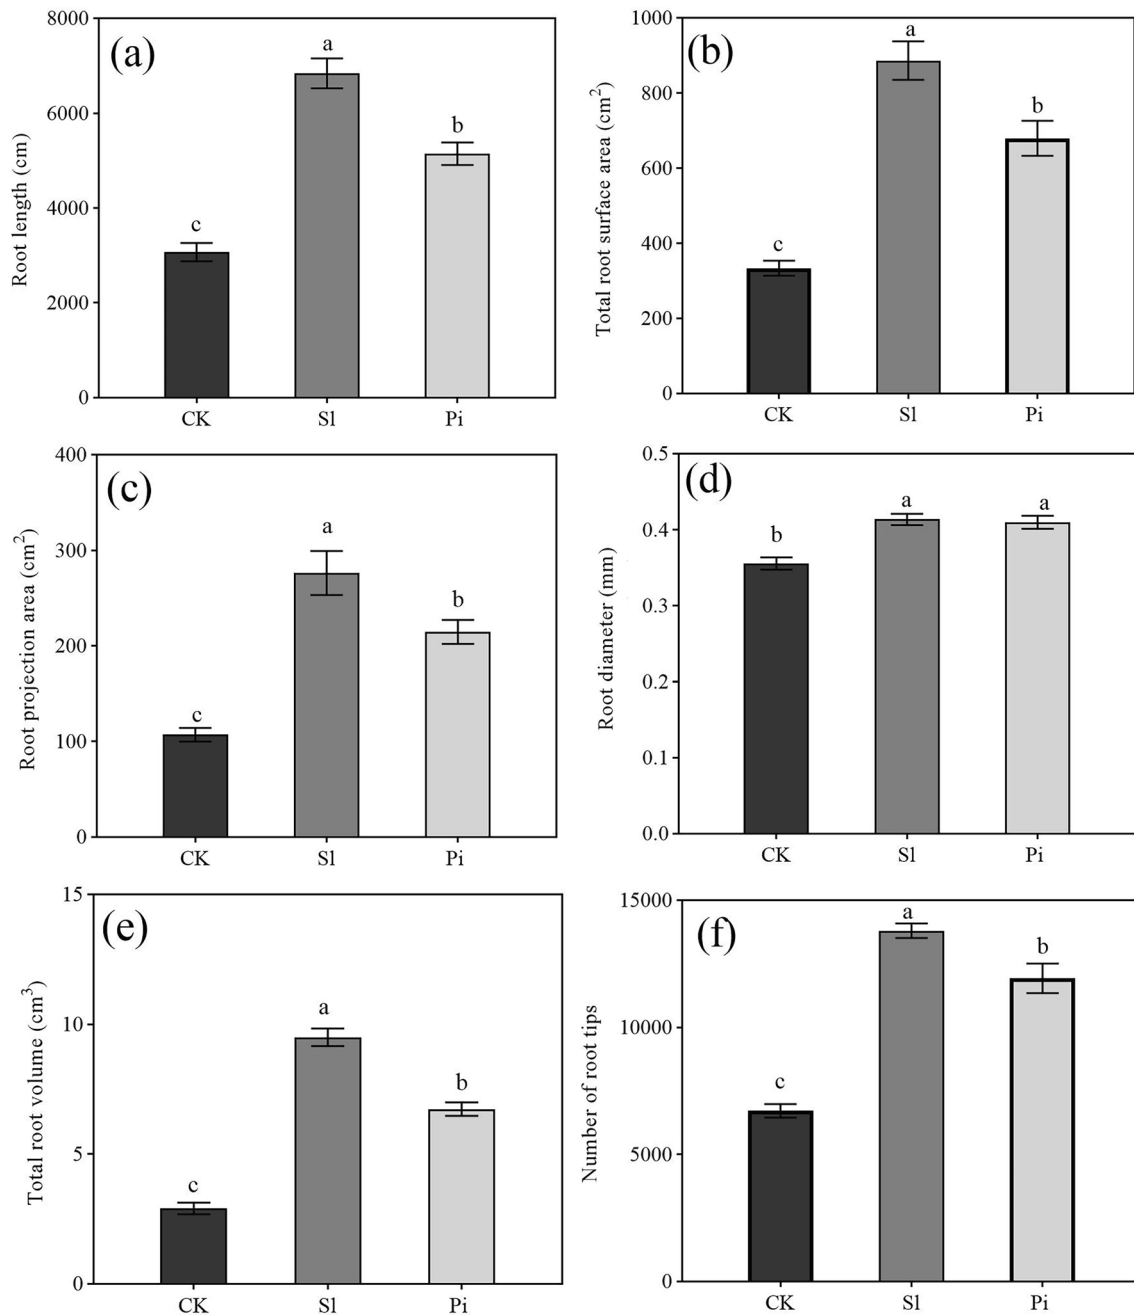 (a)
Root length (cm)
8000
6000
4000
2000
0
c
a
b
CK
Sl
Pi
(b)
Total root surface area (cm²)
1000
800
600
400
200
0
c
a
b
CK
Sl
Pi
(c)
Root projection area (cm²)
400
300
200
100
0
c
a
b
CK
Sl
Pi
(d)
Root diameter (mm)
0.5
0.4
0.3
0.2
0.1
0.0
b
a
a
CK
Sl
Pi
(e)
Total root volume (cm³)
15
10
5
0
c
a
b
CK
Sl
Pi
(f)
Number of root tips
15000
10000
5000
0
c
a
b
CK
Sl
Pi